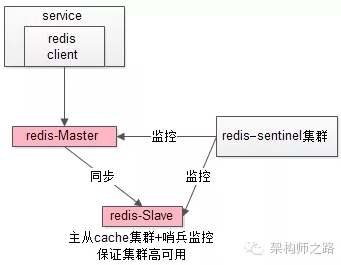 service
redis
client
redis-Master
监控
redis-sentinel集群
同步
监控
redis-Slave
主从cache集群+哨兵监控
保证集群高可用
架构师之路